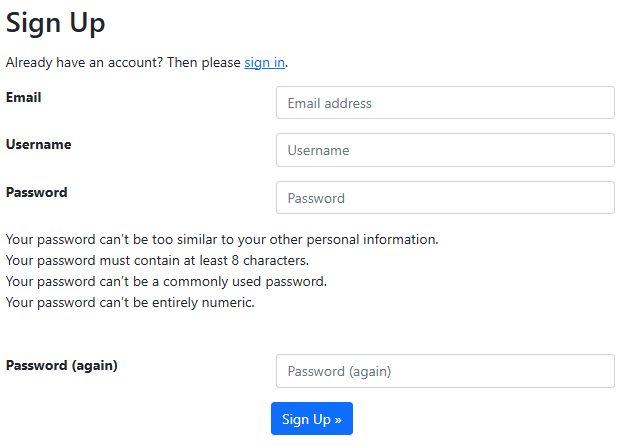 Sign Up
Already have an account? Then please sign in.
Email
Email address
Username
Username
Password
Password
Your password can't be too similar to your other personal information.
Your password must contain at least 8 characters.
Your password can't be a commonly used password.
Your password can't be entirely numeric.
Password (again)
Password (again)
Sign Up »